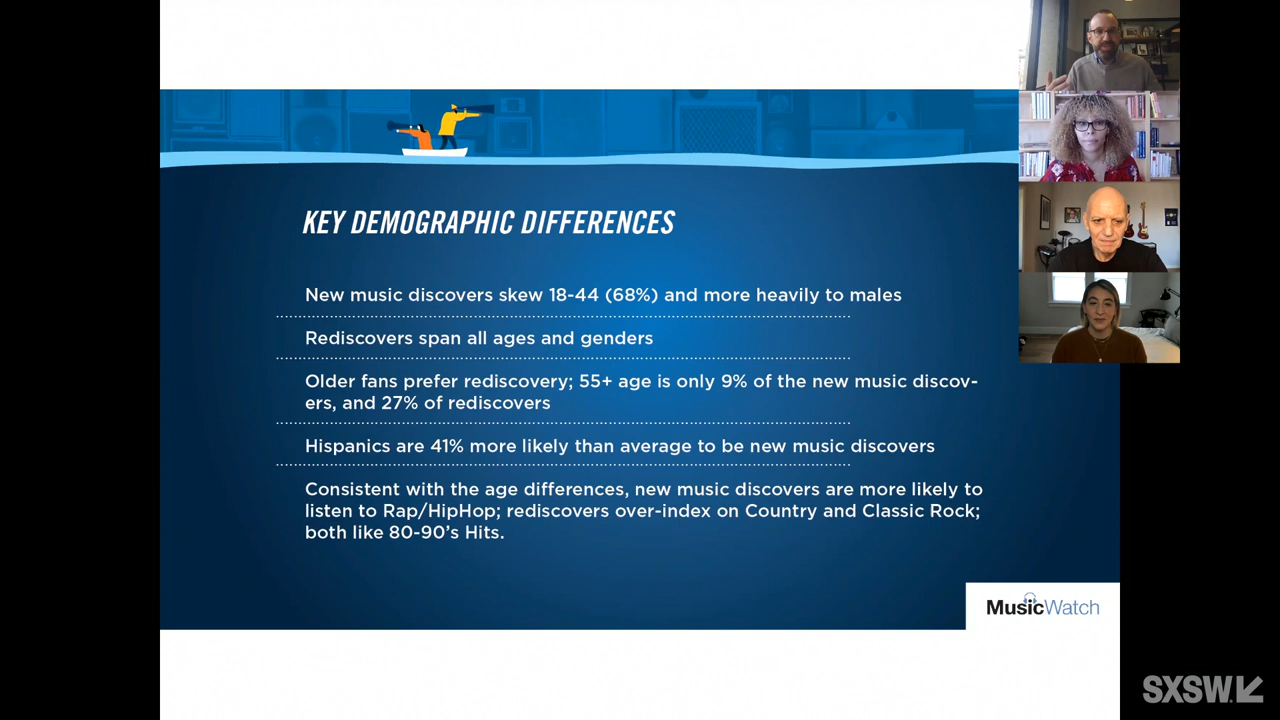 KEY DEMOGRAPHIC DIFFERENCES
New music discovers skew 18-44 (68%) and more heavily to males
Rediscovers span all ages and genders
Older fans prefer rediscovery; 55+ age is only 9% of the new music discov-
ers, and 27% of rediscovers
Hispanics are 41% more likely than average to be new music discovers
Consistent with the age differences, new music discovers are more likely to
listen to Rap/HipHop; rediscovers over-index on Country and Classic Rock;
both like 80-90's Hits.
MusicWatch
SXSW.